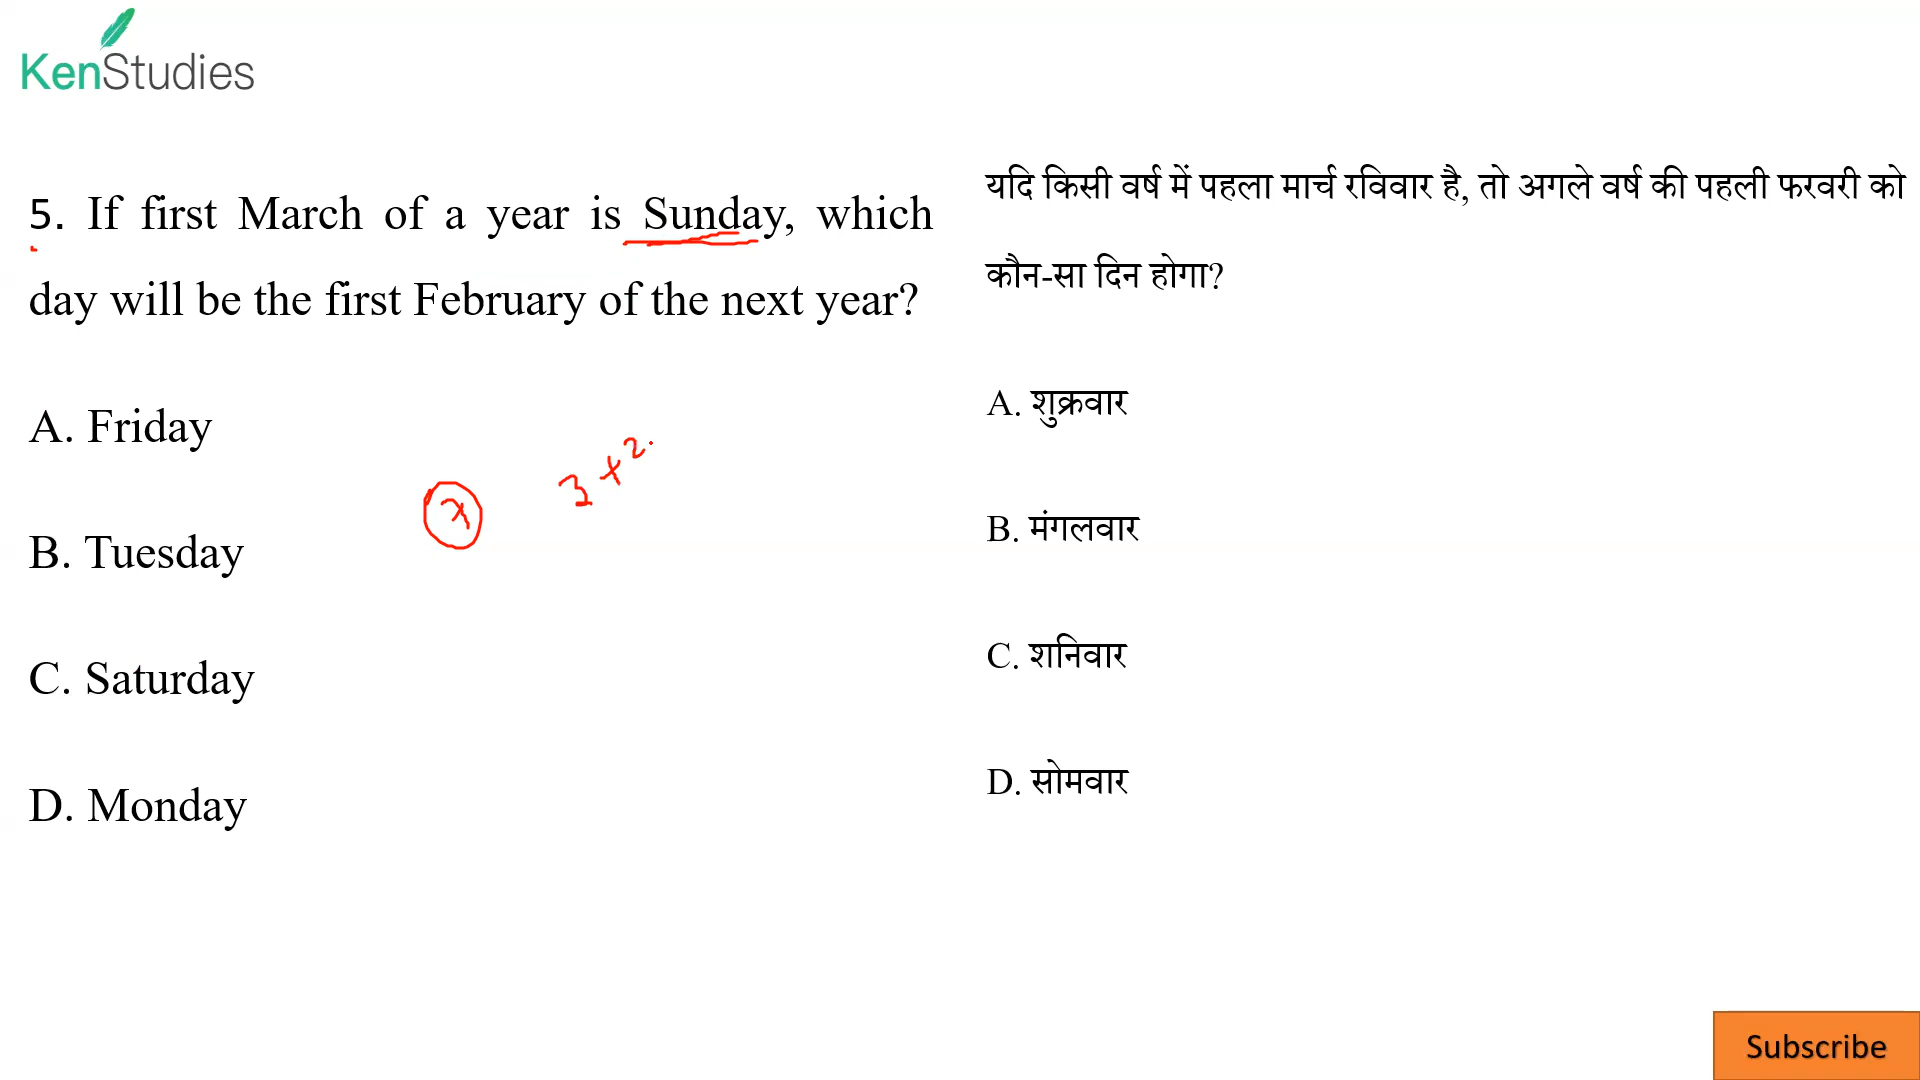 KenStudies
5. If first March of a year is Sunday, which
day will be the first February of the next year?
A. Friday
B. Tuesday
C. Saturday
D. Monday
3+2
7
यदि किसी वर्ष में पहला मार्च रविवार है, तो अगले वर्ष की पहली फरवरी को
कौन-सा दिन होगा?
A. शुक्रवार
B. मंगलवार
C. शनिवार
D. सोमवार
Subscribe